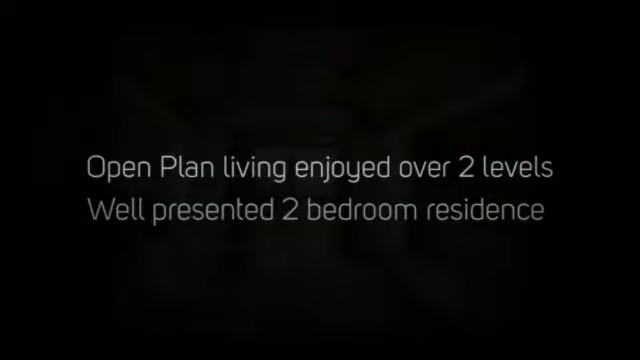 Open Plan living enjoyed over 2 levels
Well presented 2 bedroom residence